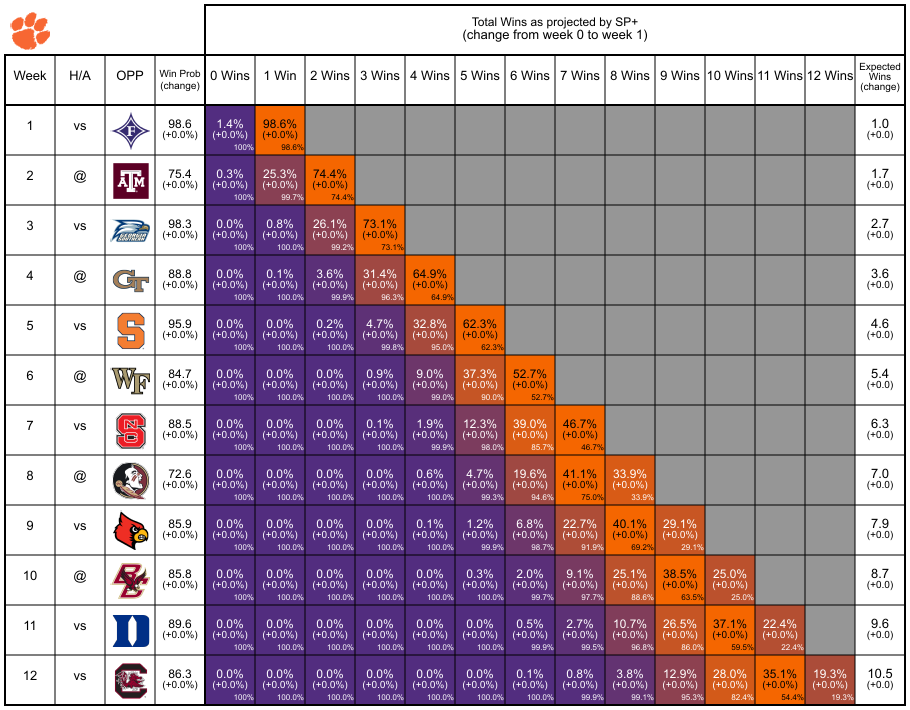 Total Wins as projected by SP+
(change from week 0 to week 1)
Week H/A OPP Win Prob (change) 0 Wins 1 Win 2 Wins 3 Wins 4 Wins 5 Wins 6 Wins 7 Wins 8 Wins 9 Wins 10 Wins 11 Wins 12 Wins Expected Wins (change)
1 vs F 98.6 1.4% 98.6% 1.0
(+0.0%) (+0.0%) (+0.0%) (+0.0)
100% 98.6%
2 @ ATM 75.4 0.3% 25.3% 74.4% 1.7
(+0.0%) (+0.0%) (+0.0%) (+0.0%) (+0.0)
100% 99.7% 74.4%
3 vs 98.3 0.0% 0.8% 26.1% 73.1% 2.7
(+0.0%) (+0.0%) (+0.0%) (+0.0%) (+0.0%) (+0.0)
100% 100.0% 99.2% 73.1%
4 @ GT 88.8 0.0% 0.1% 3.6% 31.4% 64.9% 3.6
(+0.0%) (+0.0%) (+0.0%) (+0.0%) (+0.0%) (+0.0%) (+0.0)
100% 100.0% 99.9% 96.3% 64.9%
5 vs S 95.9 0.0% 0.0% 0.2% 4.7% 32.8% 62.3% 4.6
(+0.0%) (+0.0%) (+0.0%) (+0.0%) (+0.0%) (+0.0%) (+0.0%) (+0.0)
100% 100.0% 100.0% 99.8% 95.0% 62.3%
6 @ WF 84.7 0.0% 0.0% 0.0% 0.9% 9.0% 37.3% 52.7% 5.4
(+0.0%) (+0.0%) (+0.0%) (+0.0%) (+0.0%) (+0.0%) (+0.0%) (+0.0%) (+0.0)
100% 100.0% 100.0% 100.0% 99.0% 90.0% 52.7%
7 vs S 88.5 0.0% 0.0% 0.0% 0.1% 1.9% 12.3% 39.0% 46.7% 6.3
(+0.0%) (+0.0%) (+0.0%) (+0.0%) (+0.0%) (+0.0%) (+0.0%) (+0.0%) (+0.0%) (+0.0)
100% 100.0% 100.0% 100.0% 99.9% 98.0% 85.7% 46.7%
8 @ 72.6 0.0% 0.0% 0.0% 0.0% 0.6% 4.7% 19.6% 41.1% 33.9% 7.0
(+0.0%) (+0.0%) (+0.0%) (+0.0%) (+0.0%) (+0.0%) (+0.0%) (+0.0%) (+0.0%) (+0.0%) (+0.0)
100% 100.0% 100.0% 100.0% 100.0% 99.3% 94.6% 75.0% 33.9%
9 vs 85.9 0.0% 0.0% 0.0% 0.0% 0.1% 1.2% 6.8% 22.7% 40.1% 29.1% 7.9
(+0.0%) (+0.0%) (+0.0%) (+0.0%) (+0.0%) (+0.0%) (+0.0%) (+0.0%) (+0.0%) (+0.0%) (+0.0%) (+0.0)
100% 100.0% 100.0% 100.0% 100.0% 99.9% 98.7% 91.9% 69.2% 29.1%
10 @ BC 85.8 0.0% 0.0% 0.0% 0.0% 0.0% 0.3% 2.0% 9.1% 25.1% 38.5% 25.0% 8.7
(+0.0%) (+0.0%) (+0.0%) (+0.0%) (+0.0%) (+0.0%) (+0.0%) (+0.0%) (+0.0%) (+0.0%) (+0.0%) (+0.0%) (+0.0)
100% 100.0% 100.0% 100.0% 100.0% 100.0% 99.7% 97.7% 88.6% 63.5% 25.0%
11 vs D 89.6 0.0% 0.0% 0.0% 0.0% 0.0% 0.0% 0.5% 2.7% 10.7% 26.5% 37.1% 22.4% 9.6
(+0.0%) (+0.0%) (+0.0%) (+0.0%) (+0.0%) (+0.0%) (+0.0%) (+0.0%) (+0.0%) (+0.0%) (+0.0%) (+0.0%) (+0.0%) (+0.0)
100% 100.0% 100.0% 100.0% 100.0% 100.0% 99.9% 99.5% 96.8% 86.0% 59.5% 22.4%
12 vs C 86.3 0.0% 0.0% 0.0% 0.0% 0.0% 0.0% 0.1% 0.8% 3.8% 12.9% 28.0% 35.1% 19.3% 10.5
(+0.0%) (+0.0%) (+0.0%) (+0.0%) (+0.0%) (+0.0%) (+0.0%) (+0.0%) (+0.0%) (+0.0%) (+0.0%) (+0.0%) (+0.0%) (+0.0%) (+0.0)
100% 100.0% 100.0% 100.0% 100.0% 100.0% 100.0% 99.9% 99.1% 95.3% 82.4% 54.4% 19.3%